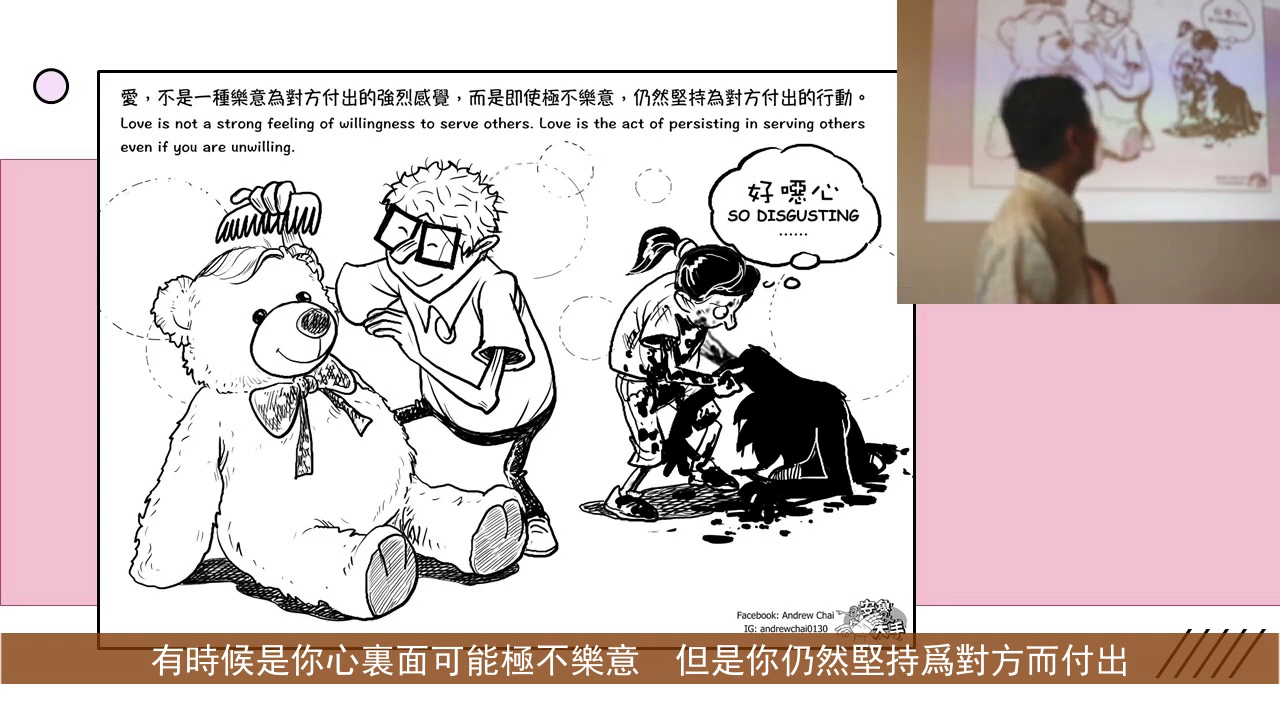 愛，不是一種樂意為對方付出的強烈感覺，而是即使極不樂意，仍然堅持為對方付出的行動。
Love is not a strong feeling of willingness to serve others. Love is the act of persisting in serving others
even if you are unwilling.
好噁心
SO DISGUSTING
......
Facebook: Andrew Chai
IG: andrewchai0130
有時候是你心裏面可能極不樂意　但是你仍然堅持爲對方而付出